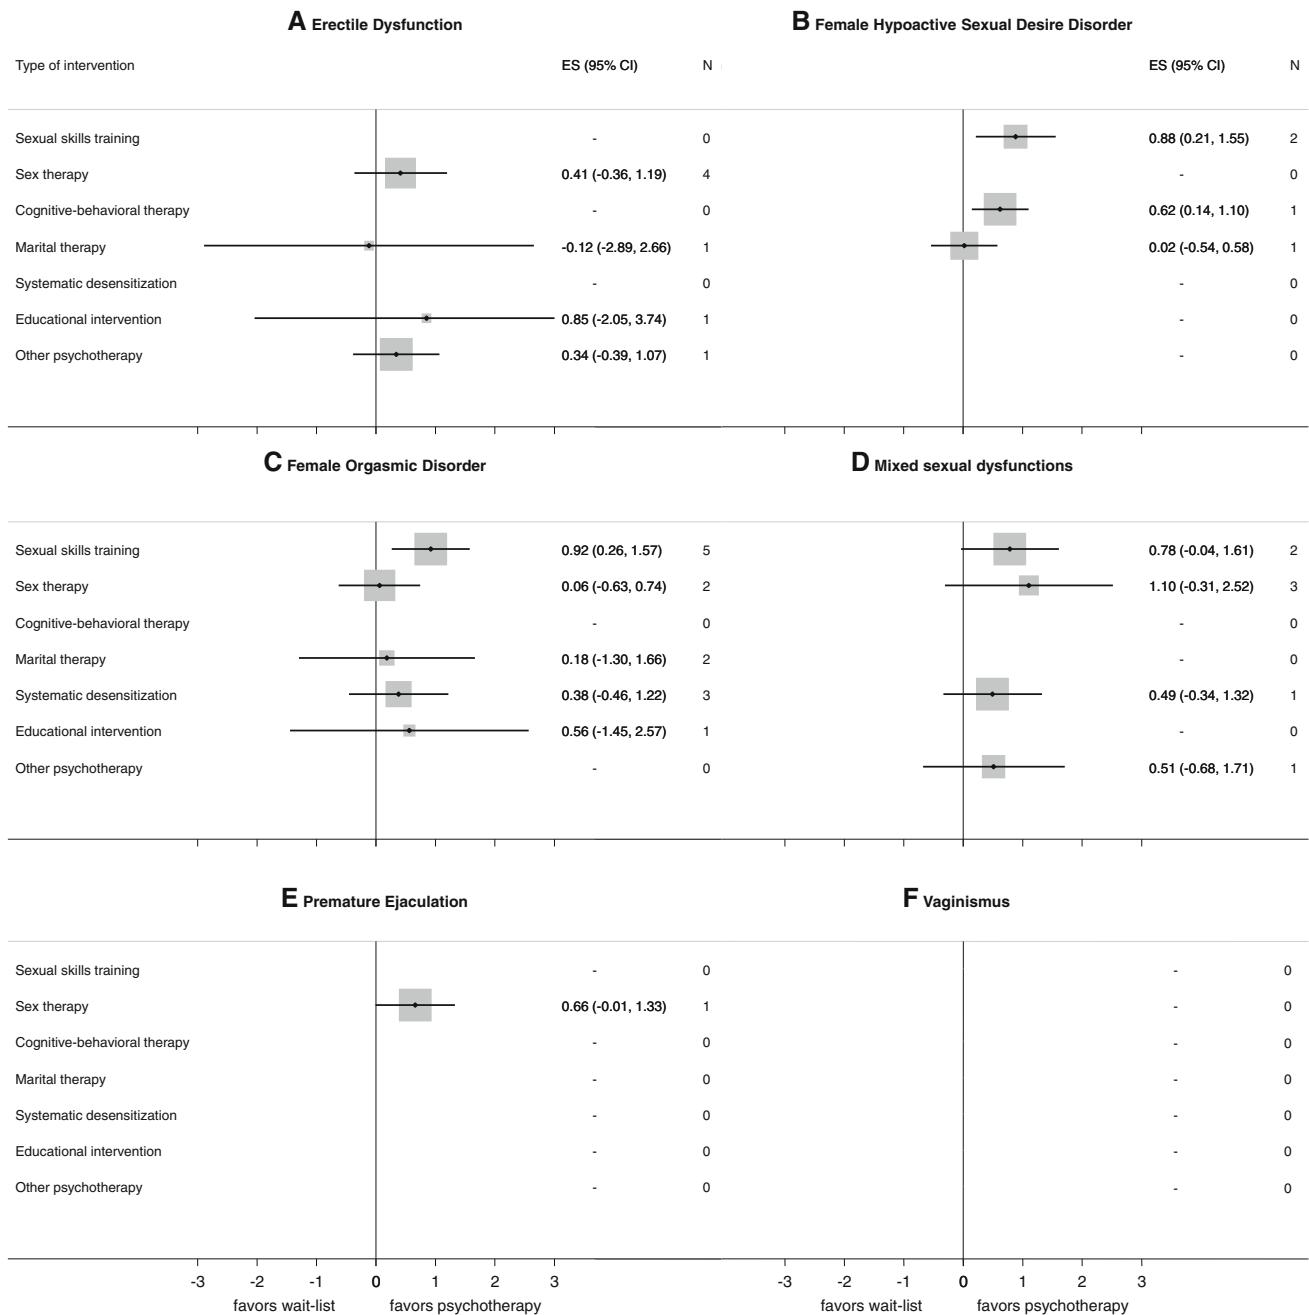 A Erectile Dysfunction
B Female Hypoactive Sexual Desire Disorder
Type of intervention ES (95% CI) N ES (95% CI) N
Sexual skills training - 0 0.88 (0.21, 1.55) 2
Sex therapy 0.41 (-0.36, 1.19) 4 - 0
Cognitive-behavioral therapy - 0 0.62 (0.14, 1.10) 1
Marital therapy -0.12 (-2.89, 2.66) 1 0.02 (-0.54, 0.58) 1
Systematic desensitization - 0 - 0
Educational intervention 0.85 (-2.05, 3.74) 1 - 0
Other psychotherapy 0.34 (-0.39, 1.07) 1 - 0
C Female Orgasmic Disorder
D Mixed sexual dysfunctions
Sexual skills training 0.92 (0.26, 1.57) 5 0.78 (-0.04, 1.61) 2
Sex therapy 0.06 (-0.63, 0.74) 2 1.10 (-0.31, 2.52) 3
Cognitive-behavioral therapy - 0 - 0
Marital therapy 0.18 (-1.30, 1.66) 2 - 0
Systematic desensitization 0.38 (-0.46, 1.22) 3 0.49 (-0.34, 1.32) 1
Educational intervention 0.56 (-1.45, 2.57) 1 - 0
Other psychotherapy - 0 0.51 (-0.68, 1.71) 1
E Premature Ejaculation
F Vaginismus
Sexual skills training - 0 - 0
Sex therapy 0.66 (-0.01, 1.33) 1 - 0
Cognitive-behavioral therapy - 0 - 0
Marital therapy - 0 - 0
Systematic desensitization - 0 - 0
Educational intervention - 0 - 0
Other psychotherapy - 0 - 0
-3 -2 -1 0 1 2 3 -3 -2 -1 0 1 2 3
favors wait-list favors psychotherapy favors wait-list favors psychotherapy